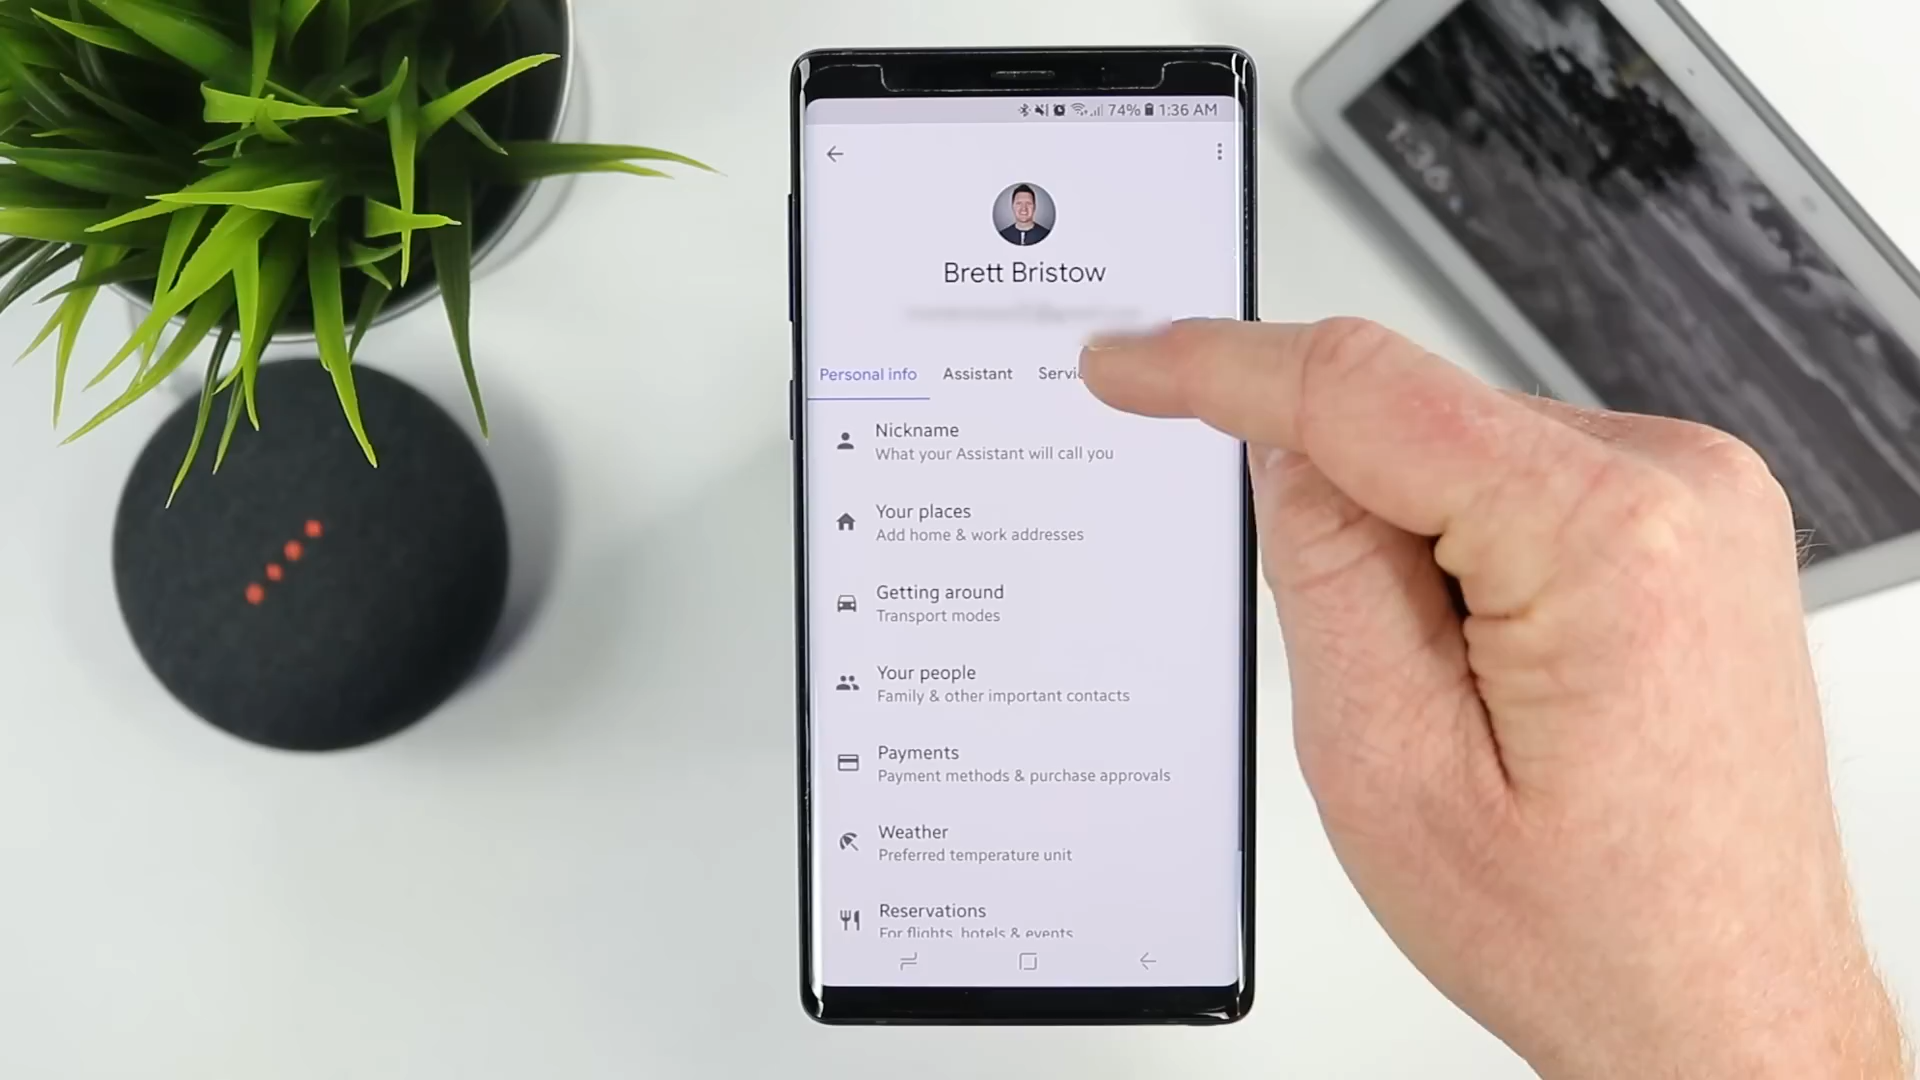 74% 1:36 AM
1:36
Brett Bristow
Personal info Assistant
Nickname
What your Assistant will call you
Your places
Add home & work addresses
Getting around
Transport modes
Your people
Family & other important contacts
Payments
Payment methods & purchase approvals
Weather
Preferred temperature unit
Reservations
For flights, hotels & events